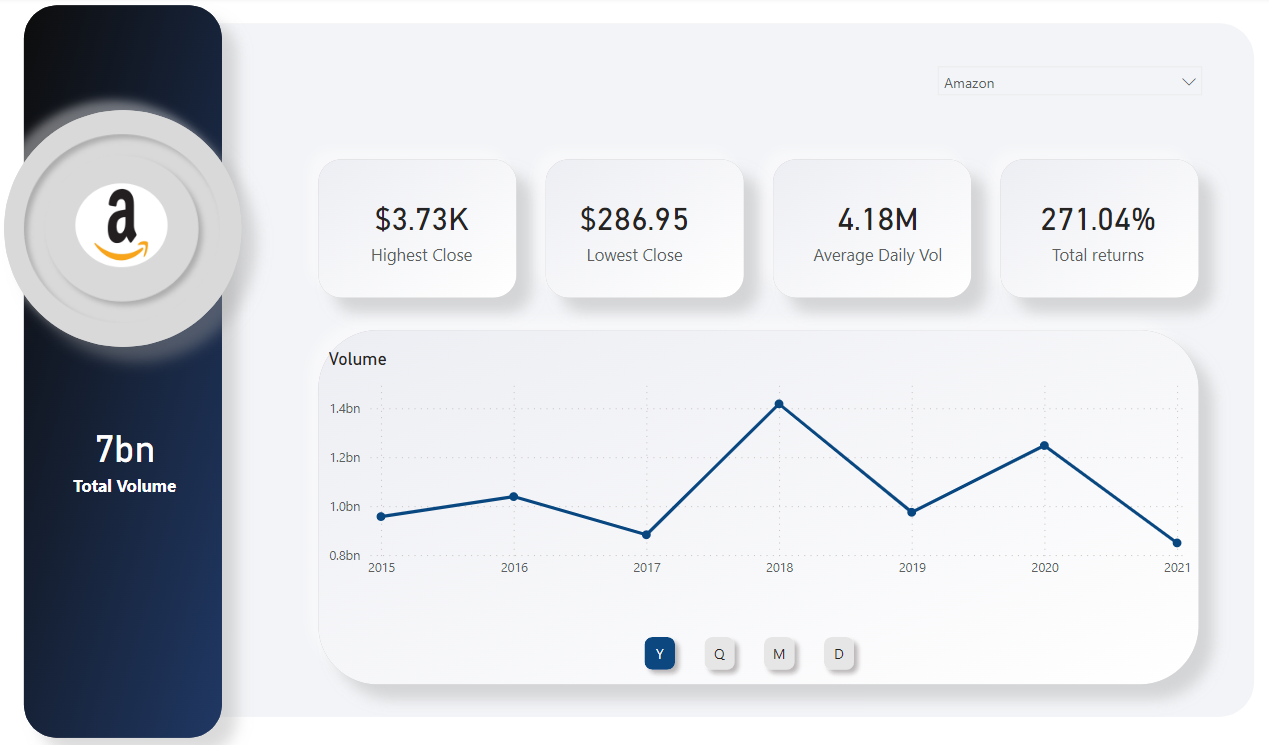 Amazon
a
$3.73K
Highest Close
$286.95
Lowest Close
4.18M
Average Daily Vol
271.04%
Total returns
7bn
Total Volume
Volume
1.4bn
1.2bn
1.0bn
0.8bn
2015 2016 2017 2018 2019 2020 2021
Y Q M D